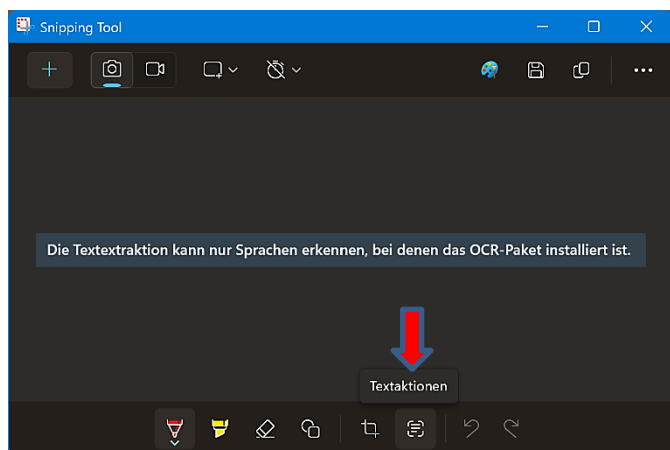 Snipping Tool
Die Textextraktion kann nur Sprachen erkennen, bei denen das OCR-Paket installiert ist.
Textaktionen